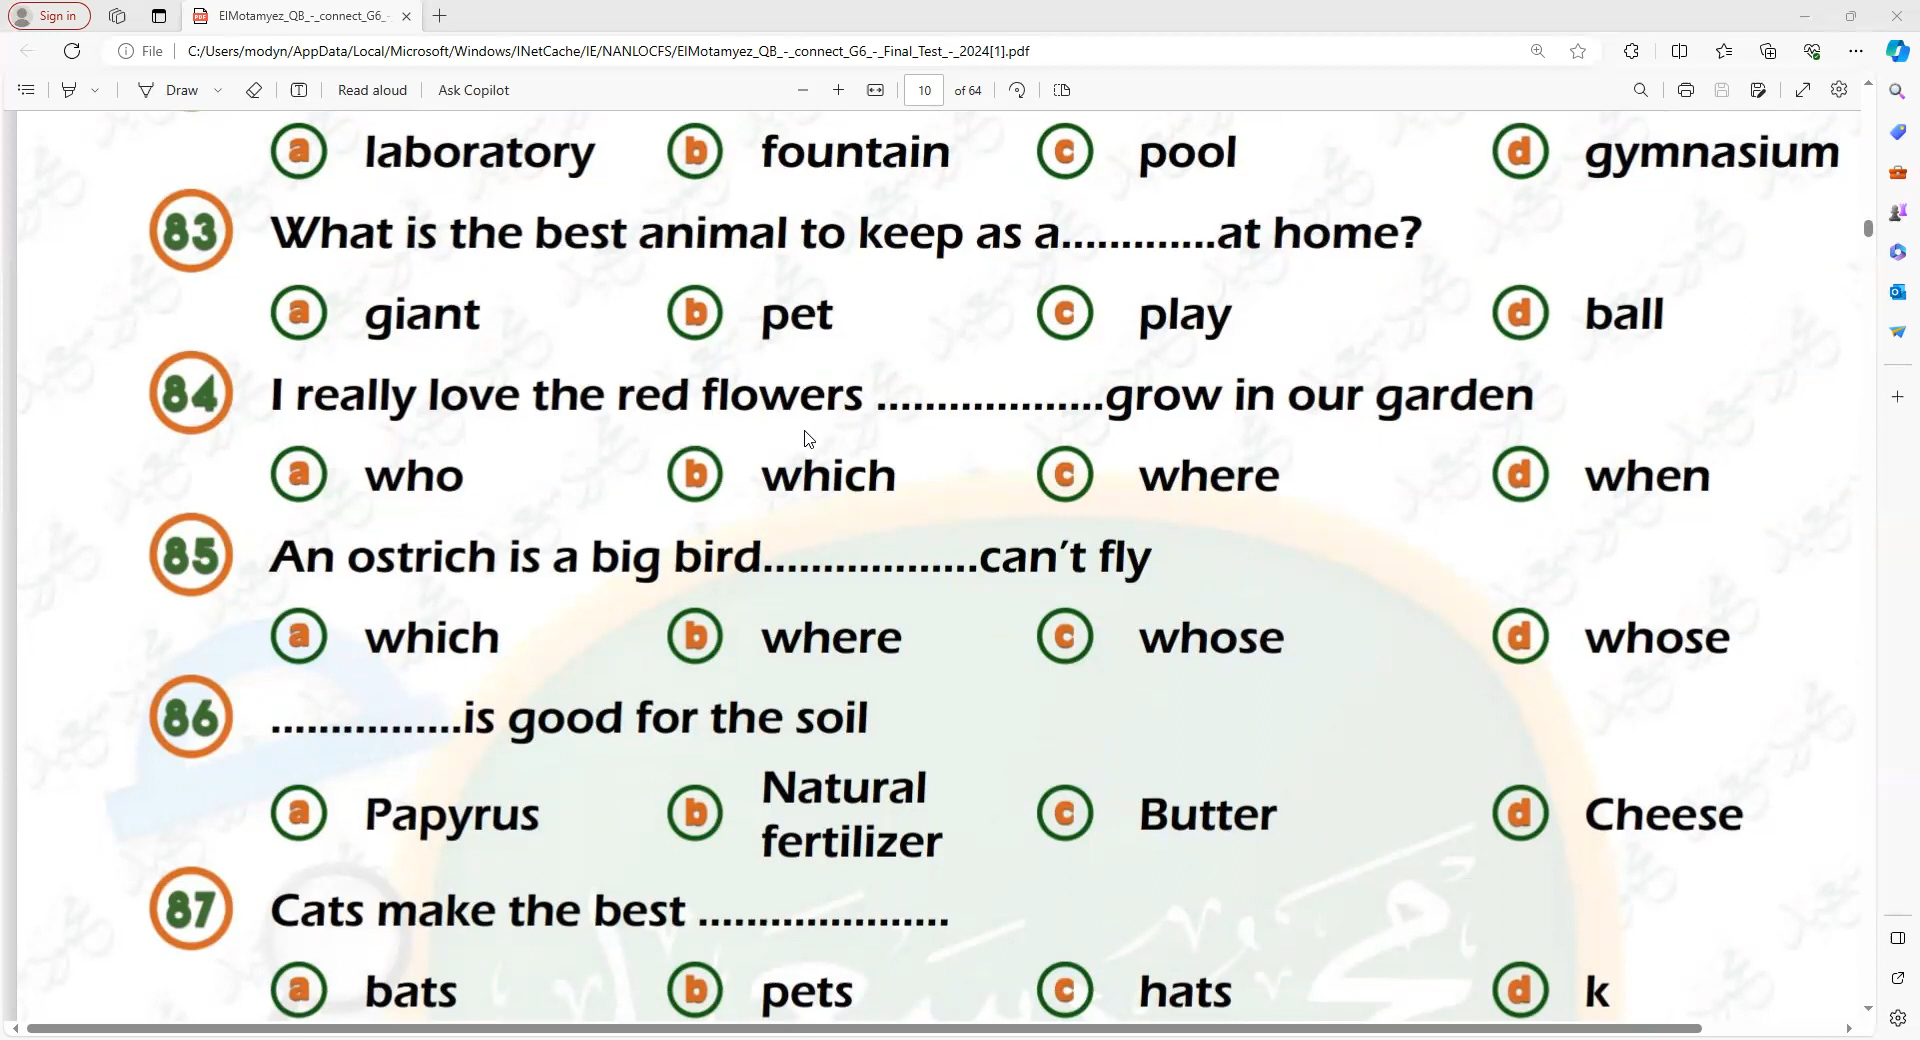 Sign in
ElMotamyez_QB_-_connect_G6_-
File
C:/Users/modyn/AppData/Local/Microsoft/Windows/INetCache/IE/NANLOCFS/ElMotamyez_QB_-_connect_G6_-_Final_Test_-_2024[1].pdf
Draw Read aloud Ask Copilot 10 of 64
a laboratory b fountain c pool d gymnasium
83 What is the best animal to keep as a.............at home?
a giant b pet c play d ball
84 I really love the red flowers ...................grow in our garden
a who b which c where d when
85 An ostrich is a big bird..................can't fly
a which b where c whose d whose
86 ................is good for the soil
a Papyrus b Natural fertilizer c Butter d Cheese
87 Cats make the best .....................
a bats b pets c hats d k